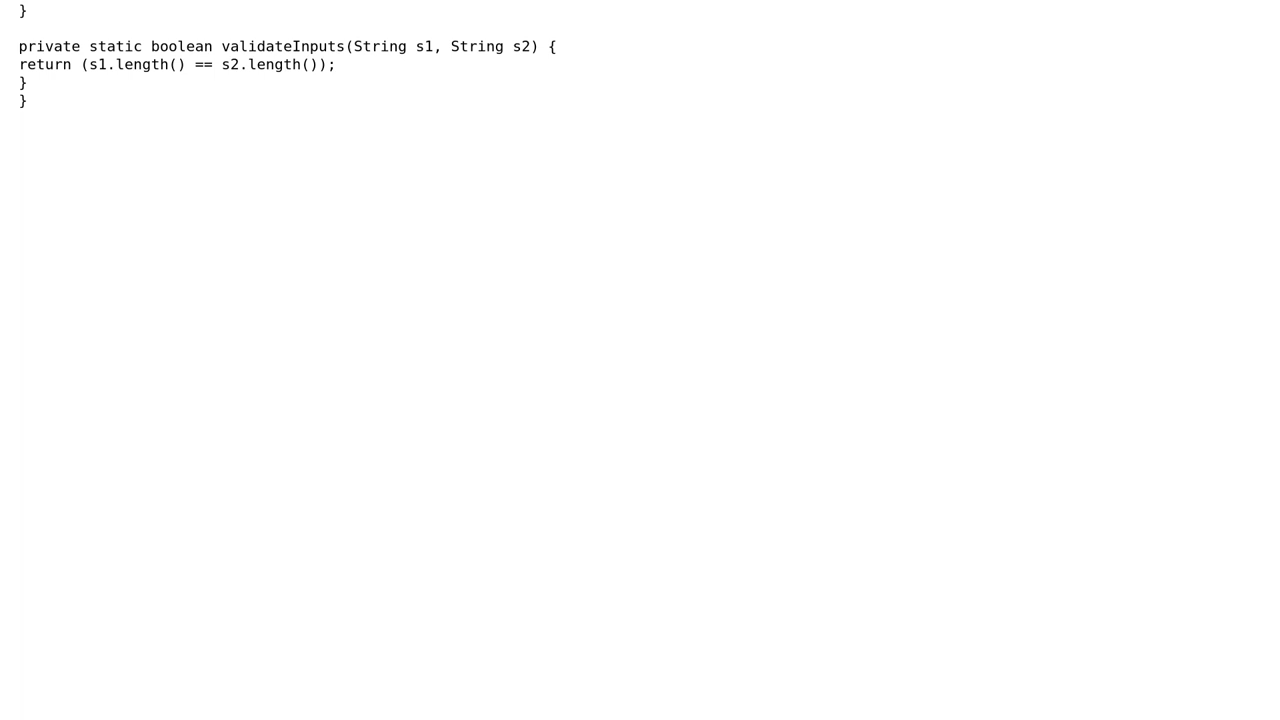 }
private static boolean validateInputs(String s1, String s2) {
return (s1.length() == s2.length());
}
}